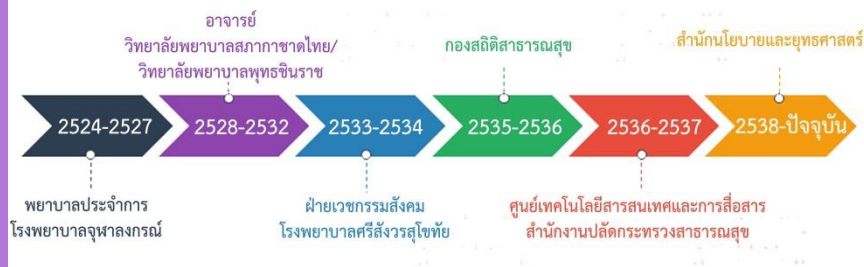 อาจารย์
วิทยาลัยพยาบาลสภากาชาดไทย/
วิทยาลัยพยาบาลพุทธชินราช
กองสถิติสาธารณสุข
สำนักนโยบายและยุทธศาสตร์
2524-2527
2528-2532
2533-2534
2535-2536
2536-2537
2538-ปัจจุบัน
พยาบาลประจำการ
โรงพยาบาลจุฬาลงกรณ์
ฝ่ายเวชกรรมสังคม
โรงพยาบาลศรีสังวรสุโขทัย
ศูนย์เทคโนโลยีสารสนเทศและการสื่อสาร
สำนักงานปลัดกระทรวงสาธารณสุข